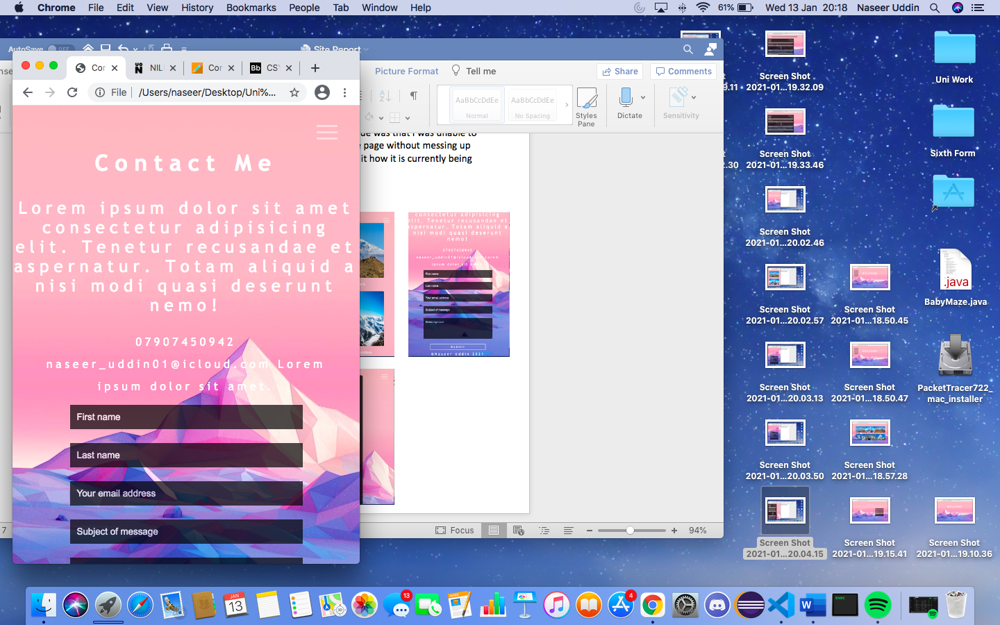 Chrome File Edit View History Bookmarks People Tab Window Help
61% Wed 13 Jan 20:18 Naseer Uddin
AutoSave OFF
Site Report
Picture Format Tell me Share Comments
AaBbCcDdEe AaBbCcDdEe
Normal No Spacing
Styles
Pane
Dictate
Sensitivity
Cor NIL Cor Bb CS
File /Users/naseer/Desktop/Uni%...
Contact Me
Lorem ipsum dolor sit amet
consectetur adipisicing
elit. Tenetur recusandae et
aspernatur. Totam aliquid a
nisi modi quasi deserunt
nemo!
07907450942
naseer_uddin01@icloud.com Lorem
ipsum dolor sit amet.
First name
Last name
Your email address
Subject of message
de was that I was unable to
page without messing up
it how it is currently being
consectetur adipisicing
elit. Tenetur recusandae et
aspernatur. Totam aliquid a
nisi modi quasi deserunt
nemo!
07907450942
naseer_uddin01@icloud.com Lorem
ipsum dolor sit amet.
First name
Last name
Your email address
Subject of message
Description
Submit
©Naseer Uddin 2021
7
Focus
94%
9.11
2.30
Screen Shot
2021-01...19.32.09
Screen Shot
2021-01...19.33.46
Screen Shot
2021-01...20.02.46
Screen Shot
2021-01...20.02.57
Screen Shot
2021-01...20.03.13
Screen Shot
2021-01...20.03.50
Screen Shot
2021-01...20.04.15
Screen Shot
2021-01...18.50.45
Screen Shot
2021-01...18.50.47
Screen Shot
2021-01...18.57.28
Screen Shot
2021-01...19.15.41
Uni Work
Sixth Form
.java
BabyMaze.java
PacketTracer722_
mac_installer
Screen Shot
2021-01...19.10.36
JAN
13
13
4
exec